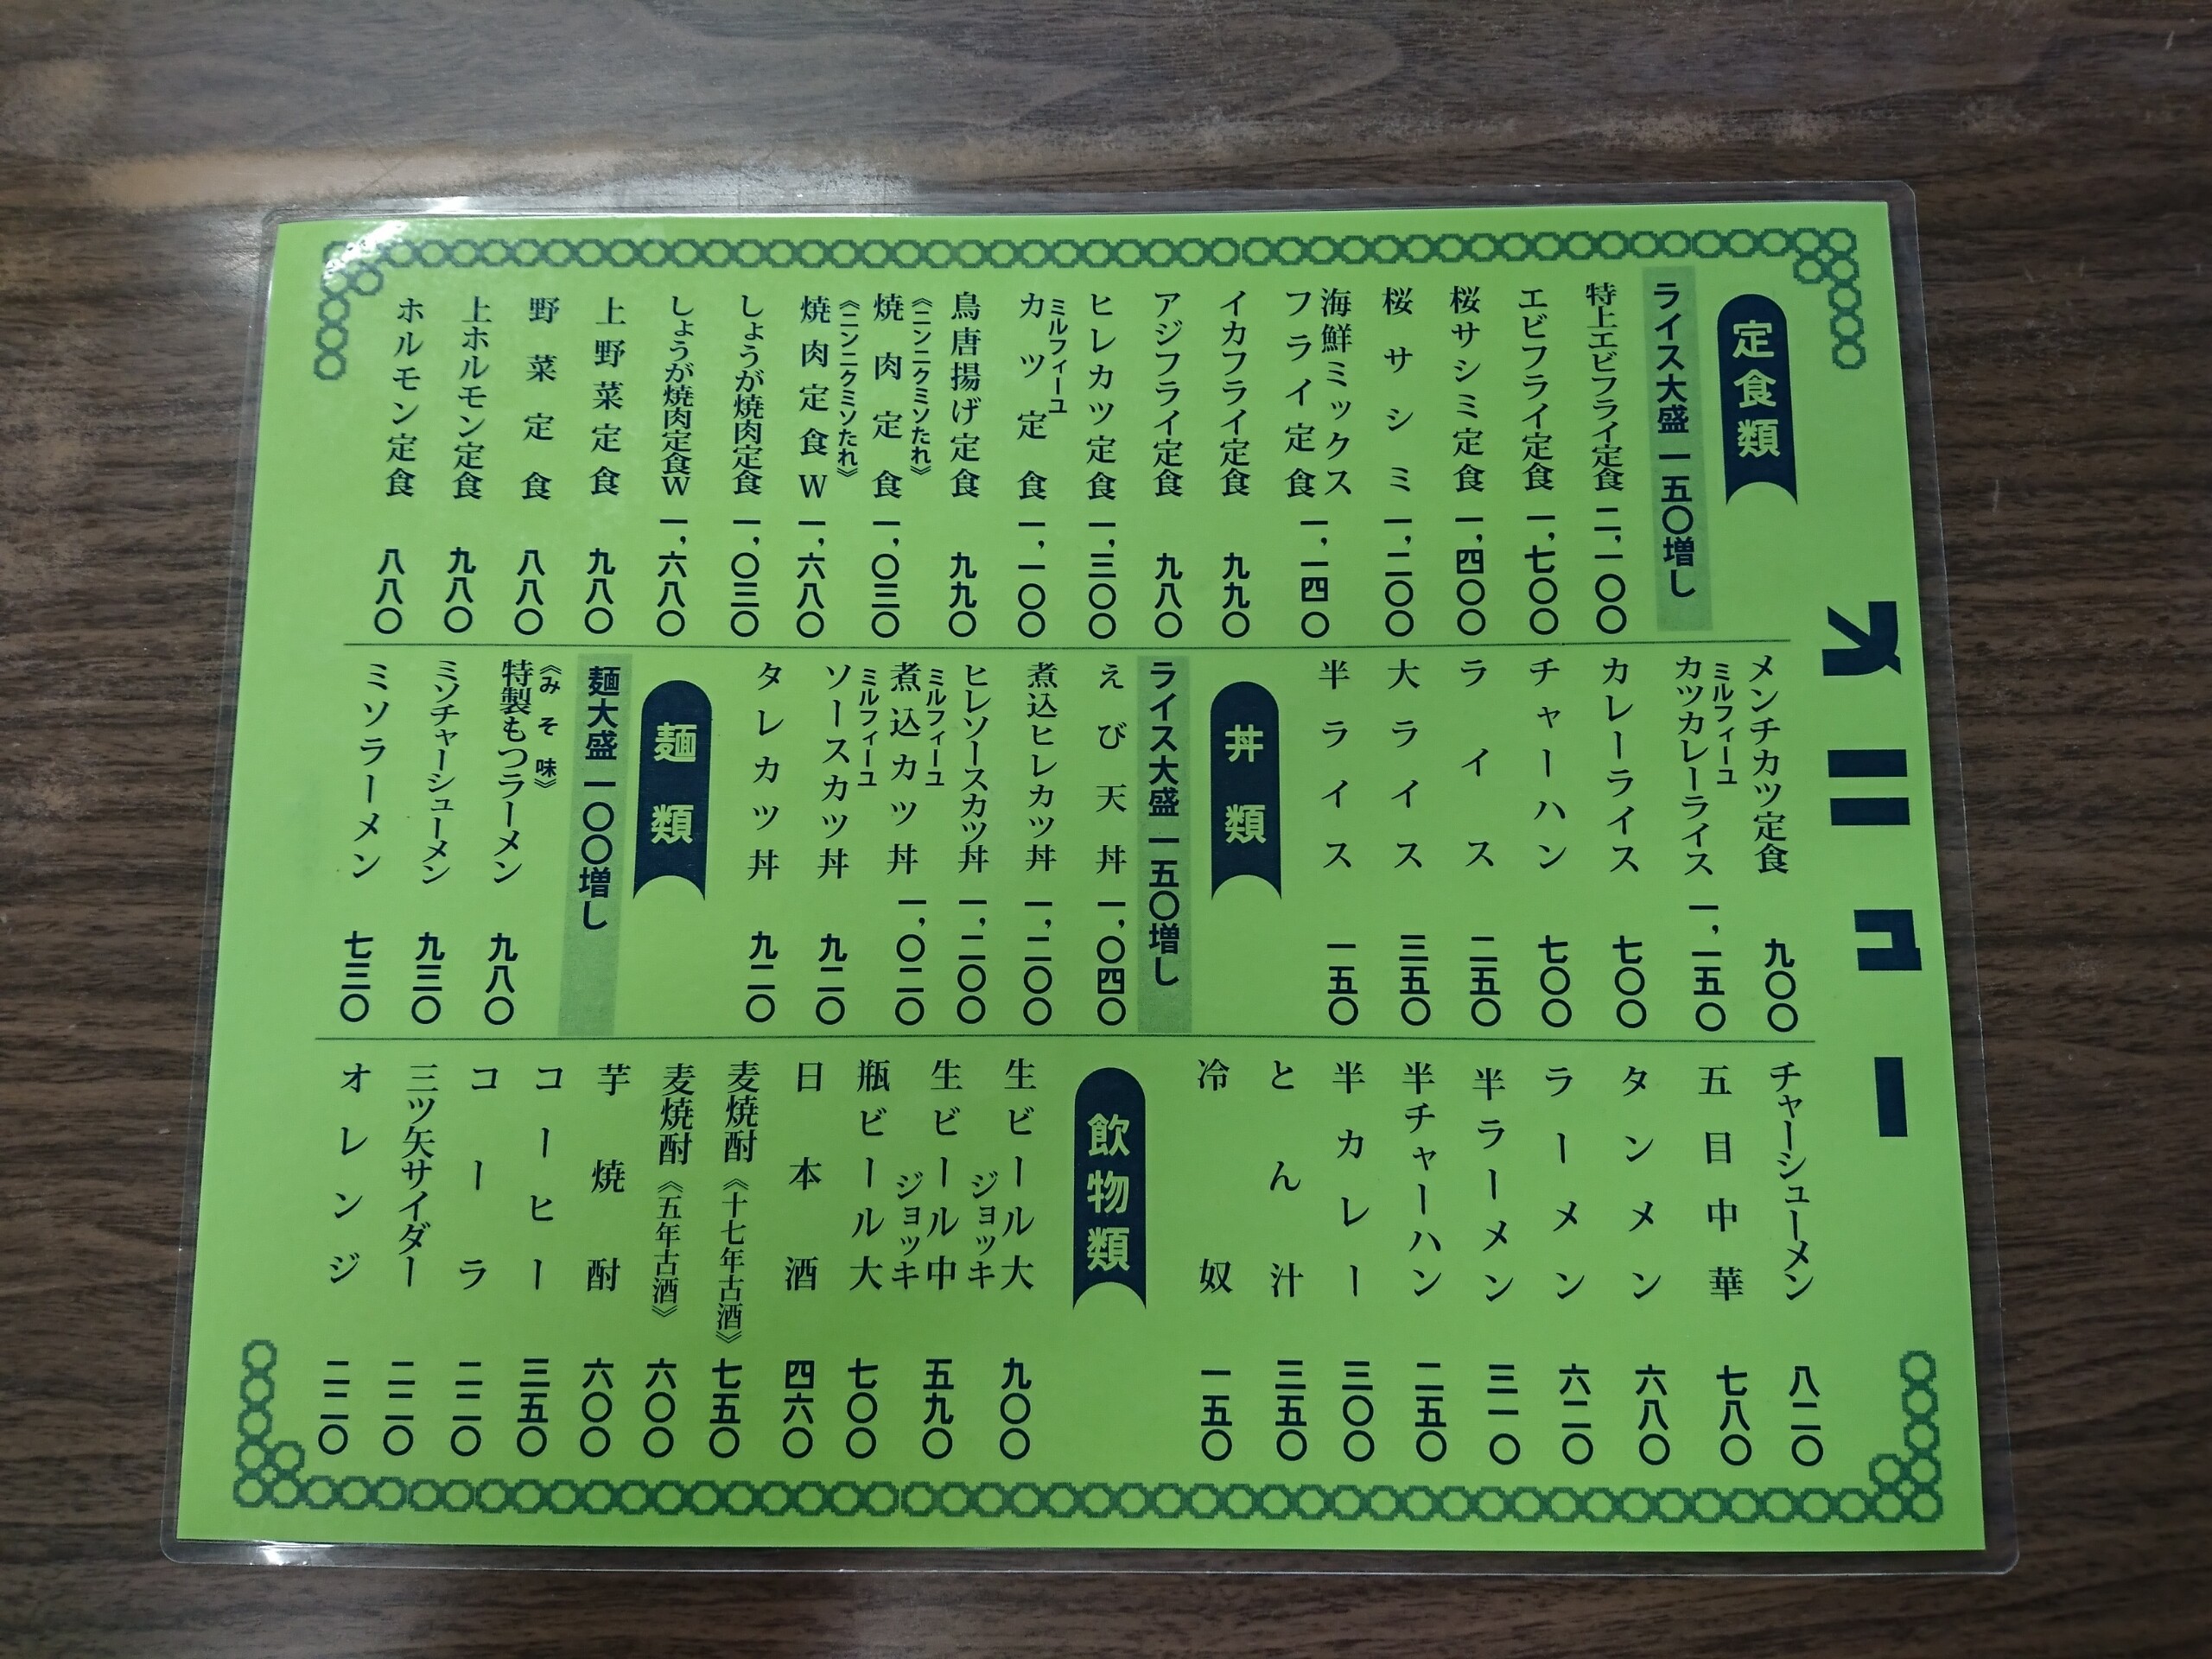 メニュー
定食類
ライス大盛 一五〇増し
特上エビフライ定食 二,一〇〇
エビフライ定食 一,七〇〇
桜サシミ定食 一,四〇〇
桜サシミ 一,二〇〇
海鮮ミックス
フライ定食 一,一四〇
イカフライ定食 九九〇
アジフライ定食 九八〇
ヒレカツ定食 一,三〇〇
ミルフィーユ
カツ定食 一,一〇〇
鳥唐揚げ定食 九九〇
《ニンニクミソたれ》
焼肉定食 一,〇三〇
《ニンニクミソたれ》
焼肉定食W 一,六八〇
しょうが焼肉定食 一,〇三〇
しょうが焼肉定食W 一,六八〇
上野菜定食 九八〇
野菜定食 八八〇
上ホルモン定食 九八〇
ホルモン定食 八八〇
メンチカツ定食 九〇〇
ミルフィーユ
カツカレーライス 一,一五〇
カレーライス 七〇〇
チャーハン 七〇〇
ライス 二五〇
大ライス 三五〇
半ライス 一五〇
丼類
ライス大盛 一五〇増し
えび天丼 一,〇四〇
煮込ヒレカツ丼 一,二〇〇
ヒレソースカツ丼 一,二〇〇
ミルフィーユ
煮込カツ丼 一,〇二〇
ミルフィーユ
ソースカツ丼 九二〇
タレカツ丼 九二〇
麺類
麺大盛 一〇〇増し
《みそ味》
特製もつラーメン 九八〇
ミソチャーシューメン 九三〇
ミソラーメン 七三〇
チャーシューメン 八二〇
五目中華 七八〇
タンメン 六八〇
ラーメン 六二〇
半ラーメン 三一〇
半チャーハン 二五〇
半カレー 三〇〇
とん汁 三五〇
冷奴 一五〇
飲物類
生ビール大
ジョッキ 九〇〇
生ビール中
ジョッキ 五九〇
瓶ビール大 七〇〇
日本酒 四六〇
麦焼酎《十七年古酒》 七五〇
麦焼酎《五年古酒》 六〇〇
芋焼酎 六〇〇
コーヒー 三五〇
コーラ 二二〇
三ツ矢サイダー 二二〇
オレンジ 二二〇